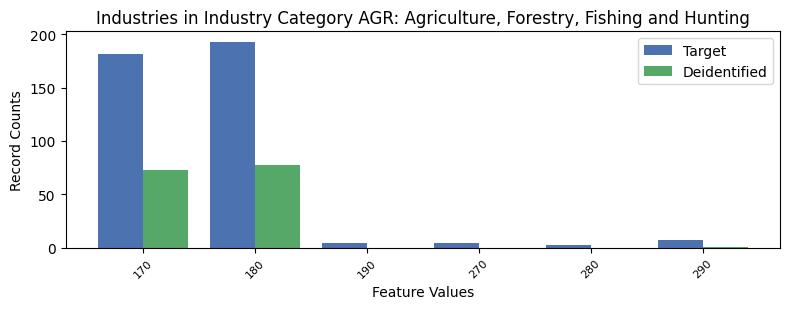 Industries in Industry Category AGR: Agriculture, Forestry, Fishing and Hunting
Target
Deidentified
Record Counts
200
150
100
50
0
170
180
190
270
280
290
Feature Values